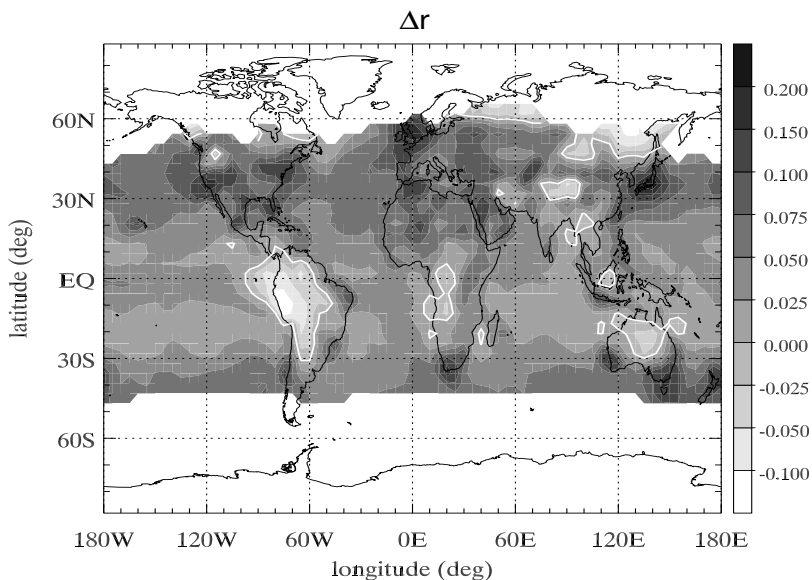 Δr
60N
30N
EQ
30S
60S
latitude (deg)
180W 120W 60W 0E 60E 120E 180E
longitude (deg)
0.200
0.150
0.100
0.075
0.050
0.025
0.000
-0.025
-0.050
-0.100